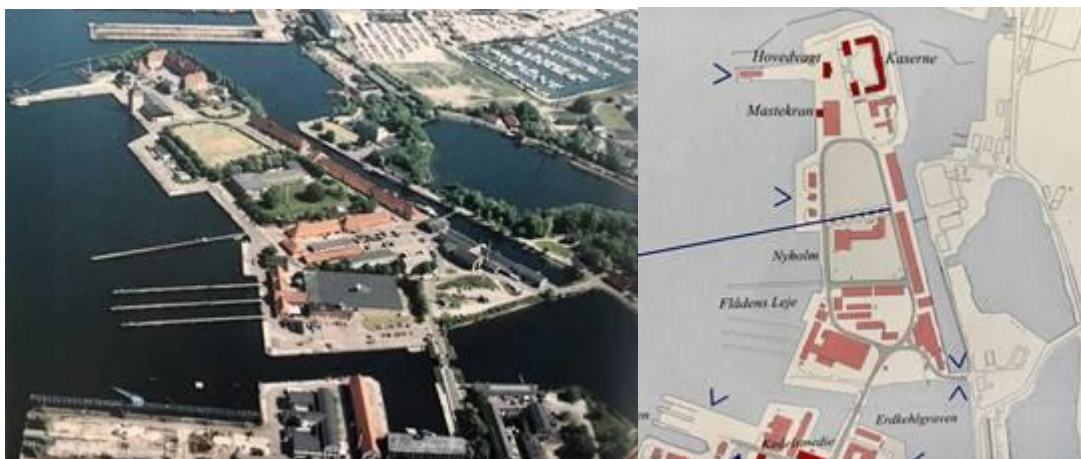 Hovedvagt
Kaserne
Mastekran
Nyholm
Flådens Leje
Erdkehlgraven